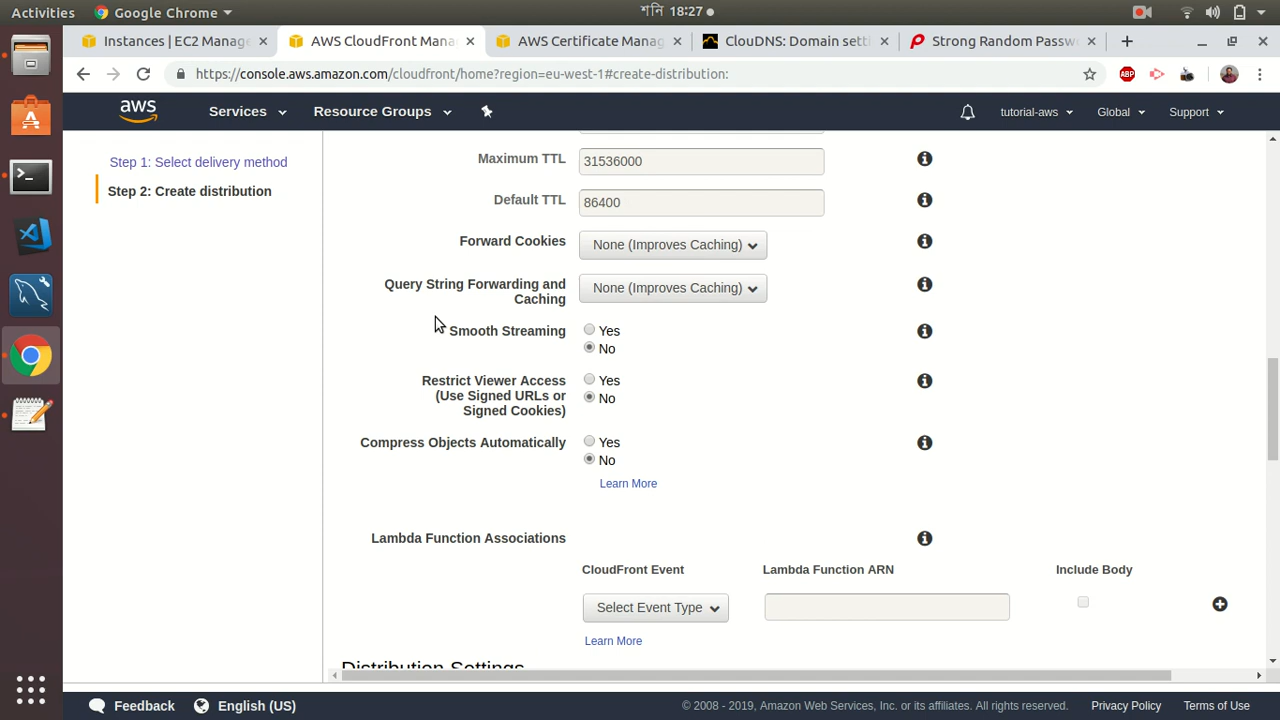 Activities Google Chrome শনি 18:27
Instances | EC2 Manage
AWS CloudFront Mana
AWS Certificate Manag
ClouDNS: Domain sett
Strong Random Passw
https://console.aws.amazon.com/cloudfront/home?region=eu-west-1#create-distribution:
ABP
aws Services Resource Groups tutorial-aws Global Support
Step 1: Select delivery method
Step 2: Create distribution
Maximum TTL 31536000
Default TTL 86400
Forward Cookies None (Improves Caching)
Query String Forwarding and
Caching None (Improves Caching)
Smooth Streaming Yes
No
Restrict Viewer Access
(Use Signed URLs or
Signed Cookies) Yes
No
Compress Objects Automatically Yes
No
Learn More
Lambda Function Associations
CloudFront Event Lambda Function ARN Include Body
Select Event Type
Learn More
Distribution Settings
Feedback English (US) © 2008 - 2019, Amazon Web Services, Inc. or its affiliates. All rights reserved. Privacy Policy Terms of Use